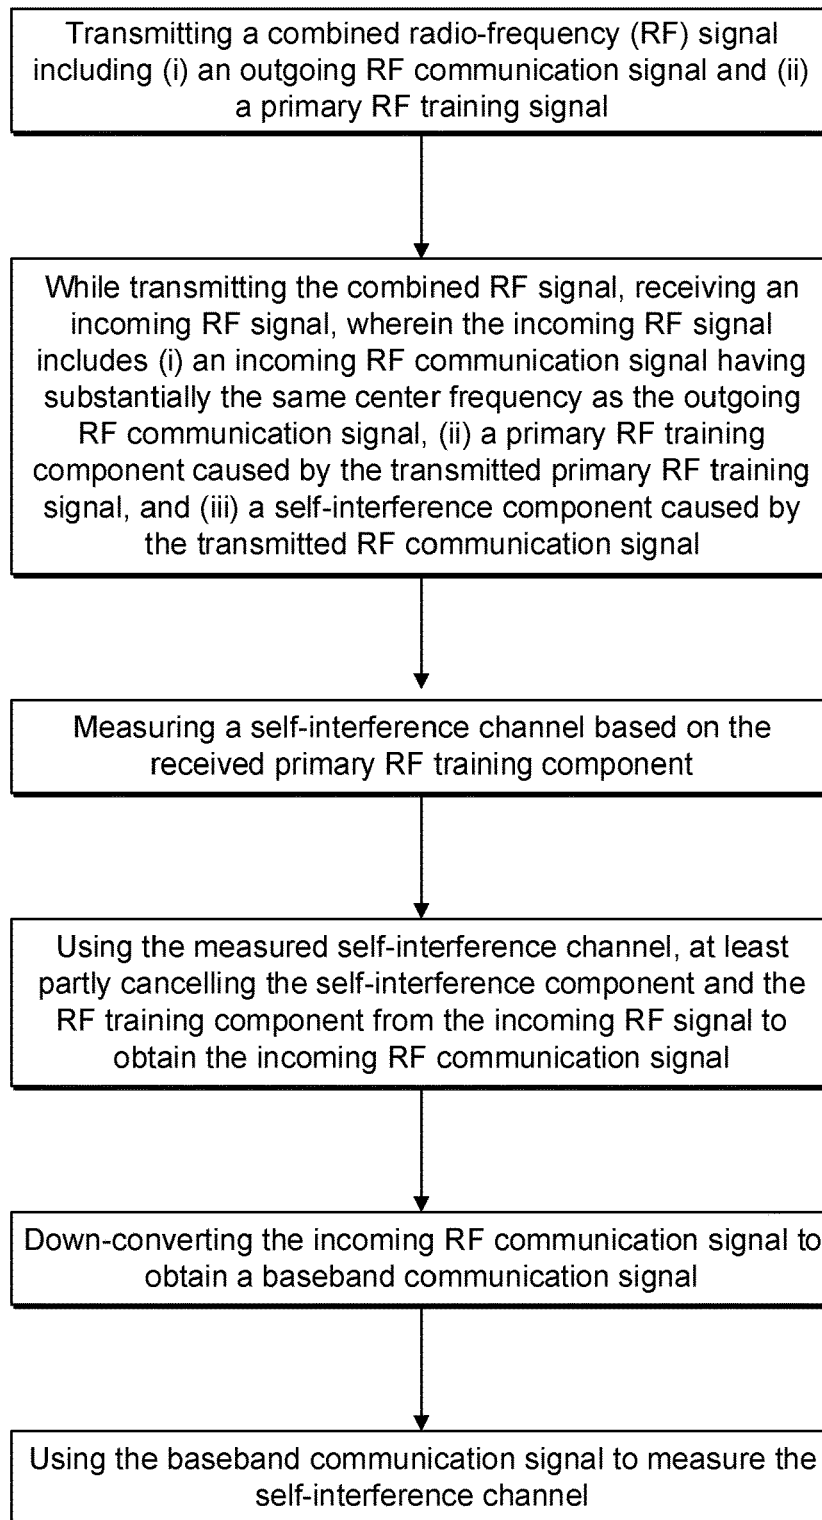 Transmitting a combined radio-frequency (RF) signal
including (i) an outgoing RF communication signal and (ii)
a primary RF training signal
While transmitting the combined RF signal, receiving an
incoming RF signal, wherein the incoming RF signal
includes (i) an incoming RF communication signal having
substantially the same center frequency as the outgoing
RF communication signal, (ii) a primary RF training
component caused by the transmitted primary RF training
signal, and (iii) a self-interference component caused by
the transmitted RF communication signal
Measuring a self-interference channel based on the
received primary RF training component
Using the measured self-interference channel, at least
partly cancelling the self-interference component and the
RF training component from the incoming RF signal to
obtain the incoming RF communication signal
Down-converting the incoming RF communication signal to
obtain a baseband communication signal
Using the baseband communication signal to measure the
self-interference channel